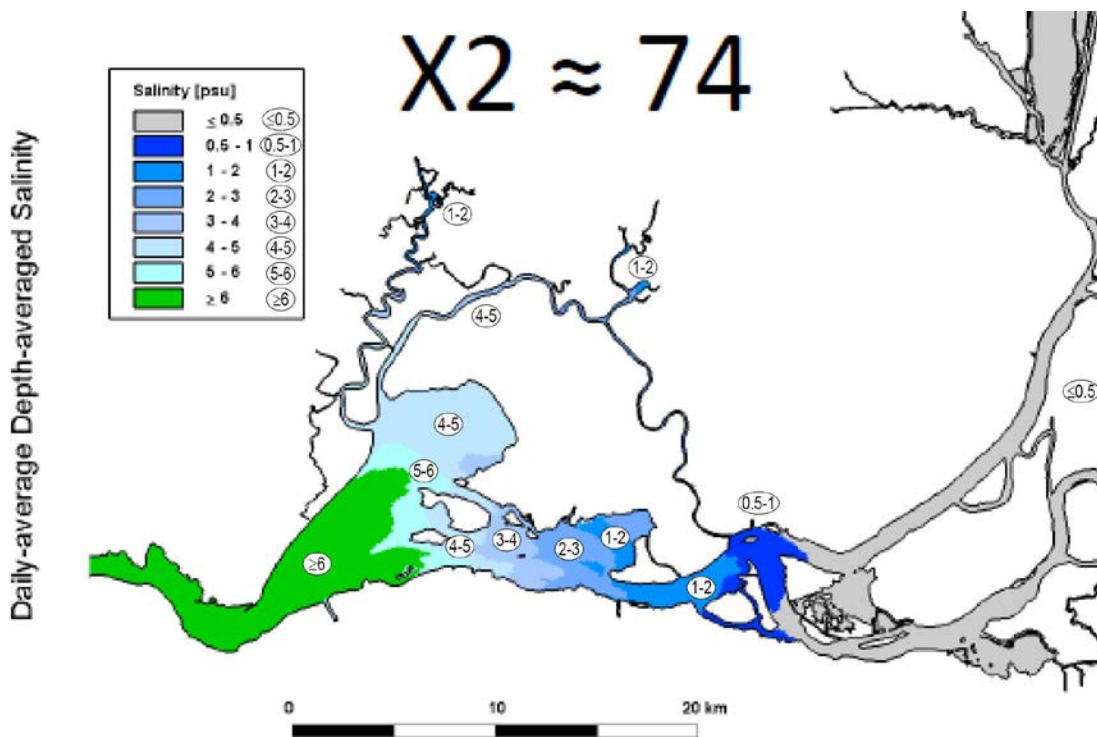 X2 ≈ 74
Daily-average Depth-averaged Salinity
Salinity [psu]
≤ 0.5 ≤0.5
0.5 - 1 0.5-1
1 - 2 1-2
2 - 3 2-3
3 - 4 3-4
4 - 5 4-5
5 - 6 5-6
≥ 6 ≥6
1-2
1-2
4-5
≤0.5
4-5
5-6
0.5-1
3-4
1-2
4-5
2-3
≥6
1-2
0 10 20 km